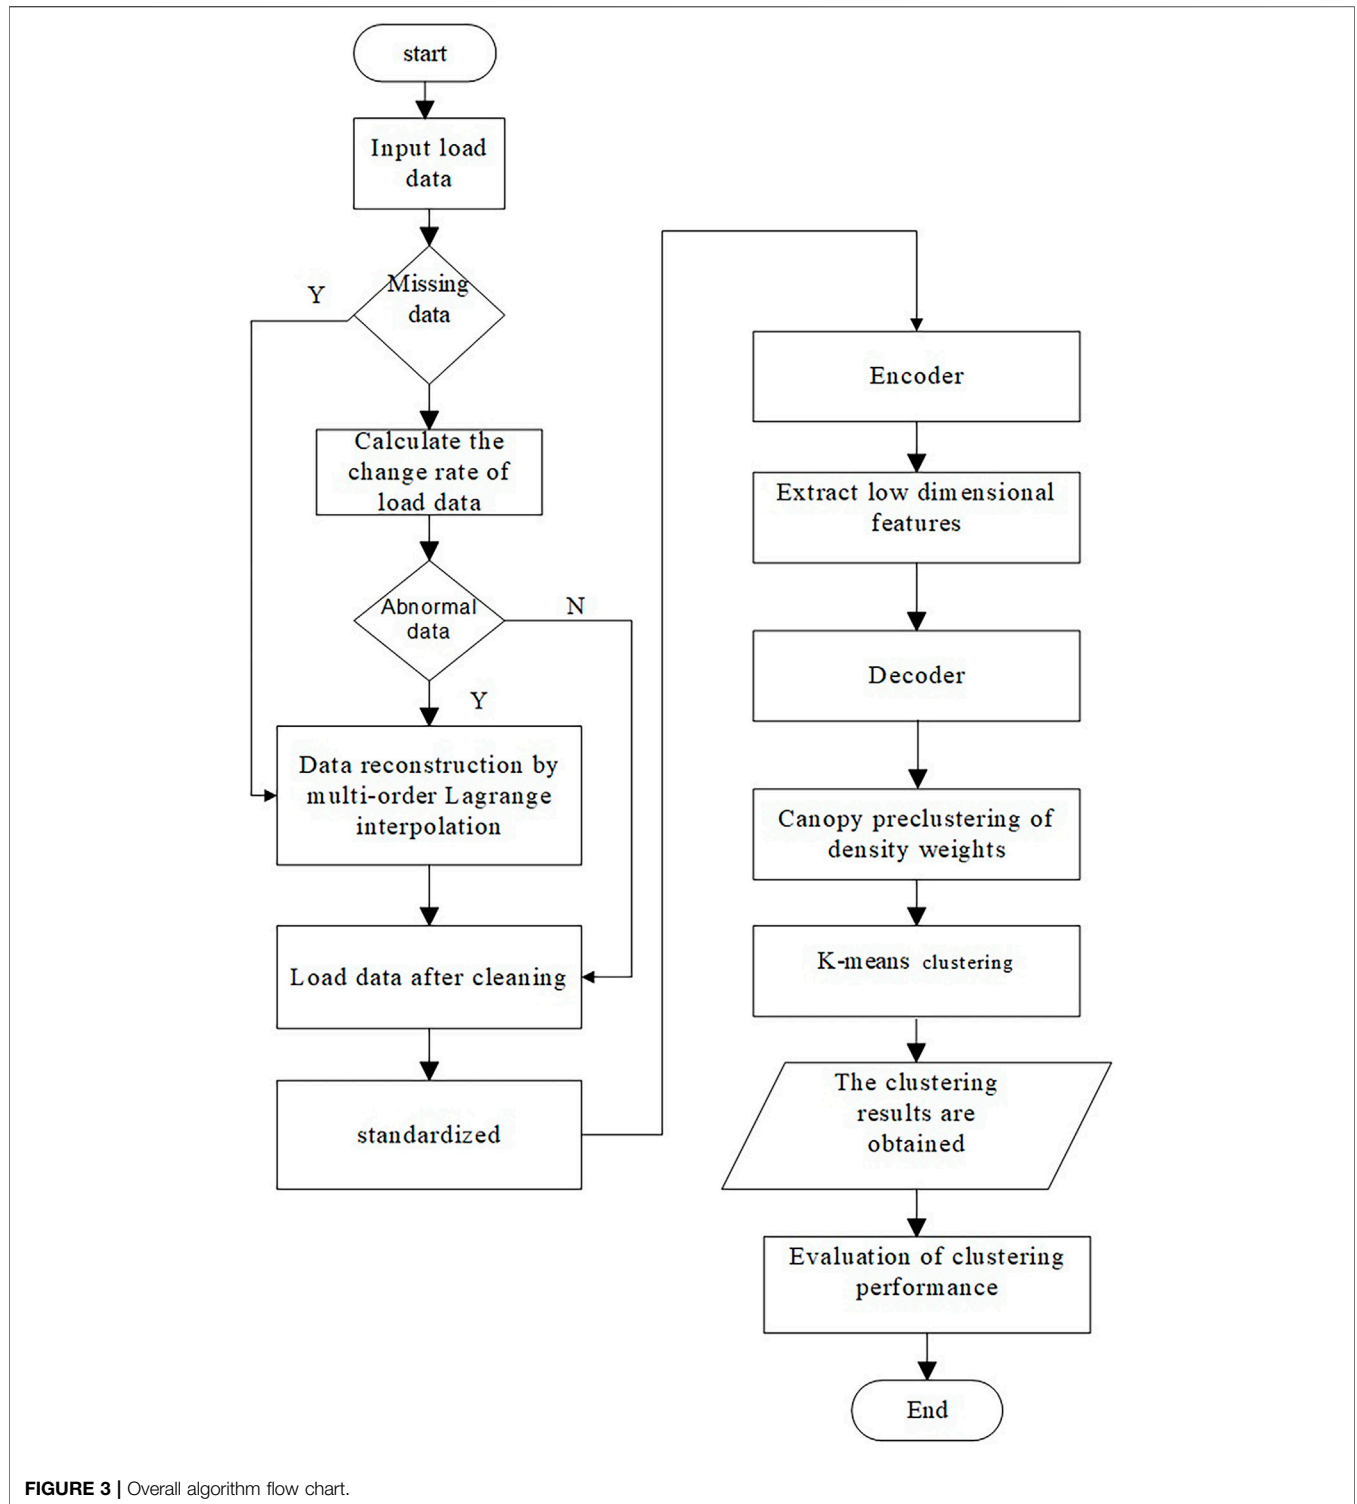 start
Input load
data
Missing
data
Y
Calculate the
change rate of
load data
Abnormal
data
N
Y
Data reconstruction by
multi-order Lagrange
interpolation
Load data after cleaning
standardized
Encoder
Extract low dimensional
features
Decoder
Canopy preclustering of
density weights
K-means clustering
The clustering
results are
obtained
Evaluation of clustering
performance
End
FIGURE 3 | Overall algorithm flow chart.